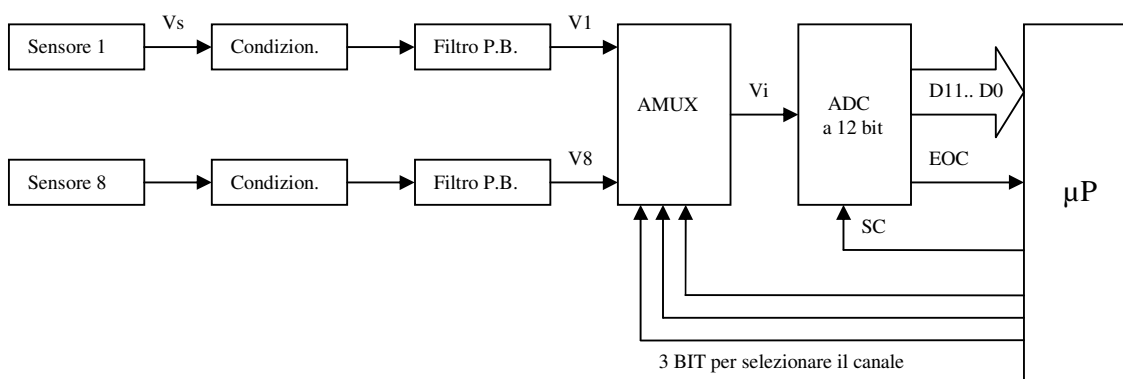 Vs
V1
Sensore 1
Condizion.
Filtro P.B.
AMUX
Vi
ADC
a 12 bit
D11.. D0
EOC
µP
V8
Sensore 8
Condizion.
Filtro P.B.
SC
3 BIT per selezionare il canale